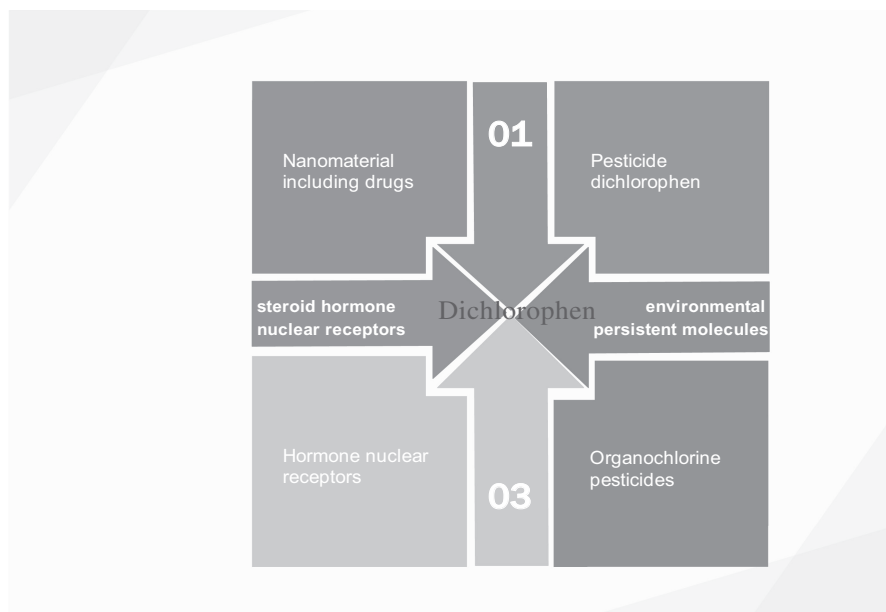 01
Nanomaterial
including drugs
Pesticide
dichlorophen
steroid hormone
nuclear receptors
Dichlorophen
environmental
persistent molecules
Hormone nuclear
receptors
03
Organochlorine
pesticides